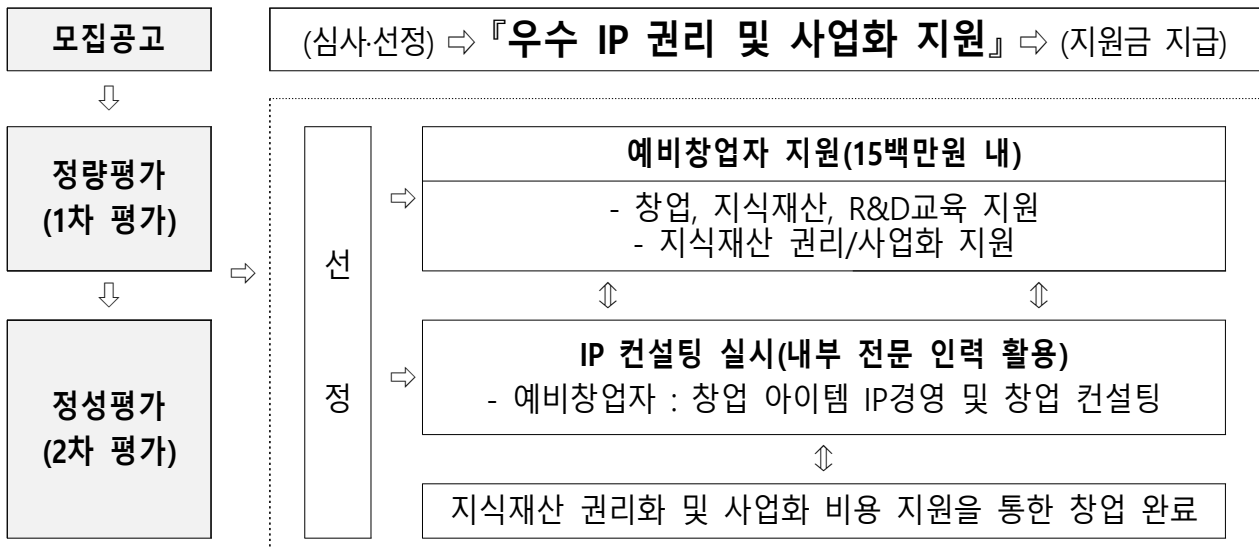 모집공고
(심사·선정) ⇨ 『우수 IP 권리 및 사업화 지원』 ⇨ (지원금 지급)
⇩
정량평가
(1차 평가)
⇩
정성평가
(2차 평가)
⇨
선
정
⇨
예비창업자 지원(15백만원 내)
- 창업, 지식재산, R&D교육 지원
- 지식재산 권리/사업화 지원
⇕ ⇕
⇨
IP 컨설팅 실시(내부 전문 인력 활용)
- 예비창업자 : 창업 아이템 IP경영 및 창업 컨설팅
⇕
지식재산 권리화 및 사업화 비용 지원을 통한 창업 완료